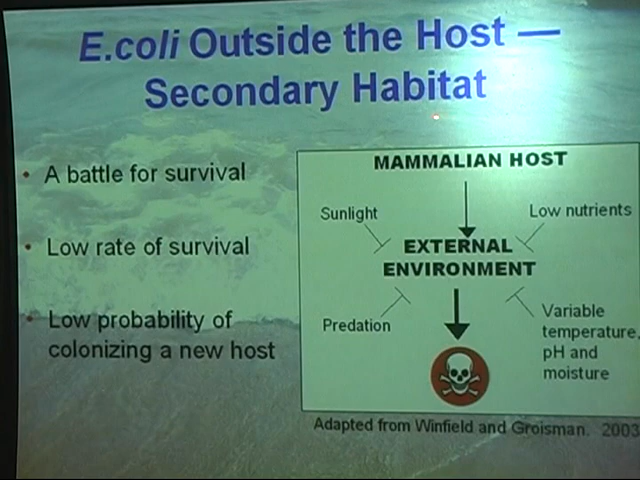 E.coli Outside the Host —
Secondary Habitat
• A battle for survival
• Low rate of survival
• Low probability of
colonizing a new host
MAMMALIAN HOST
Sunlight
Low nutrients
EXTERNAL
ENVIRONMENT
Predation
Variable
temperature,
pH and
moisture
Adapted from Winfield and Groisman. 2003